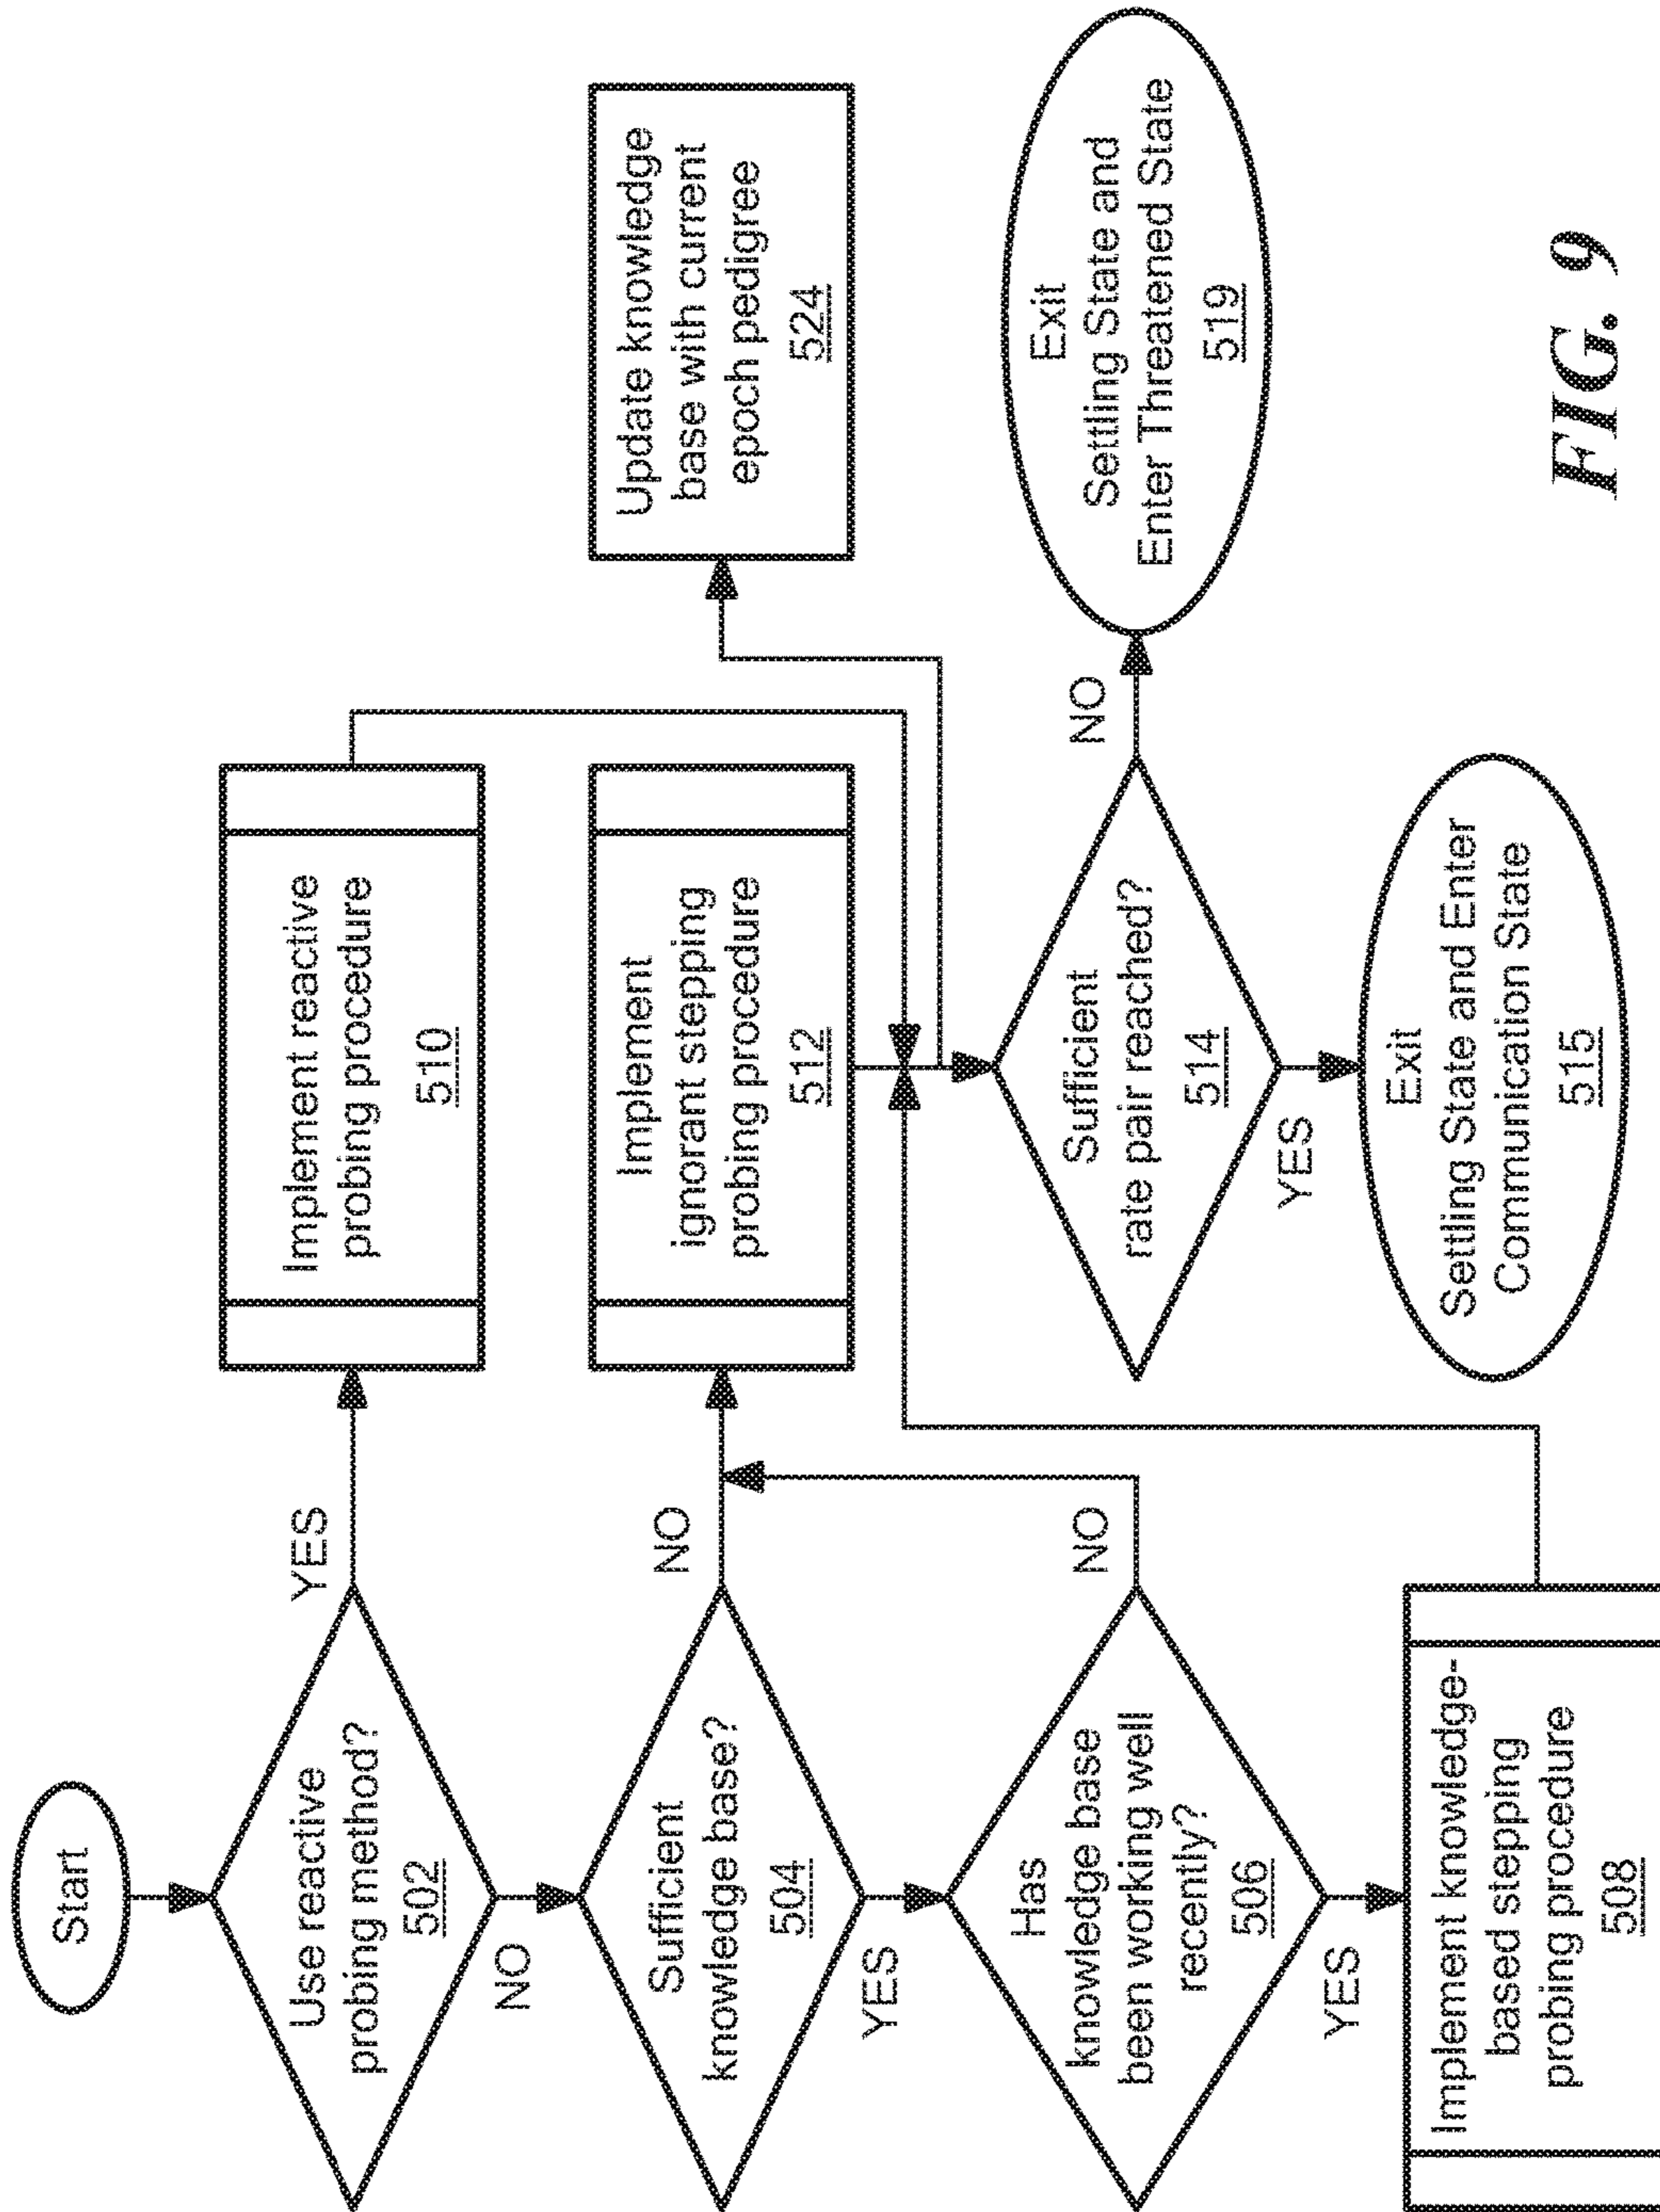 Start
Use reactive
probing method?
502
YES
NO
Implement reactive
probing procedure
510
Sufficient
knowledge base?
504
NO
YES
Implement
ignorant stepping
probing procedure
512
Update knowledge
base with current
epoch pedigree
524
Has
knowledge base
been working well
recently?
506
NO
YES
Implement knowledge-
based stepping
probing procedure
508
Sufficient
rate pair reached?
514
NO
YES
Exit
Settling State and
Enter Threatened State
519
Exit
Settling State and Enter
Communication State
515
FIG. 9